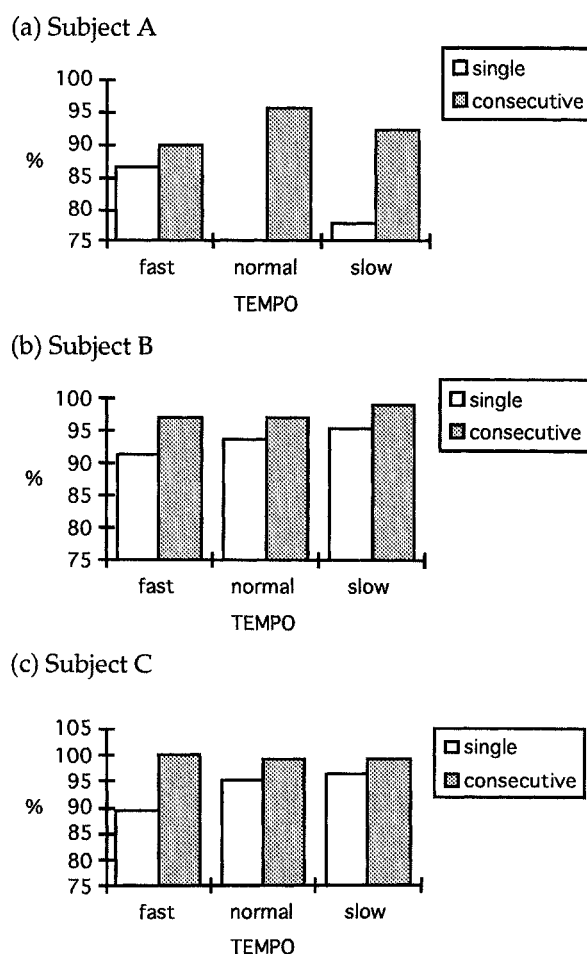 (a) Subject A
single
consecutive
100
95
90
85
80
75
%
fast normal slow
TEMPO
(b) Subject B
single
consecutive
100
95
90
85
80
75
%
fast normal slow
TEMPO
(c) Subject C
single
consecutive
105
100
95
90
85
80
75
%
fast normal slow
TEMPO